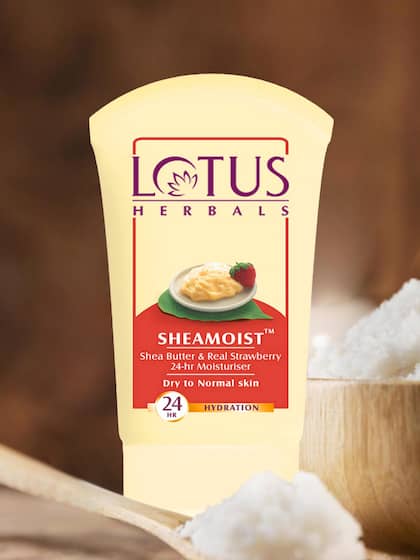 LOTUS
HERBALS
SHEAMOIST™
Shea Butter & Real Strawberry
24-hr Moisturiser
Dry to Normal skin
24 HYDRATION
HR